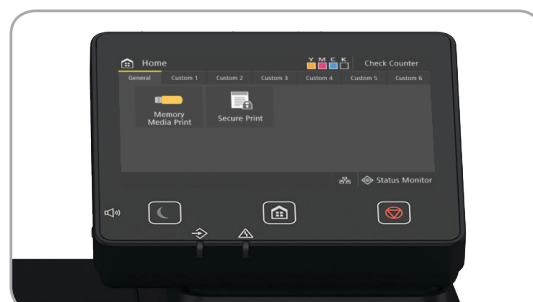 Home
Y M C K
Check Counter
General Custom 1 Custom 2 Custom 3 Custom 4 Custom 5 Custom 6
Memory
Media Print
Secure Print
Status Monitor